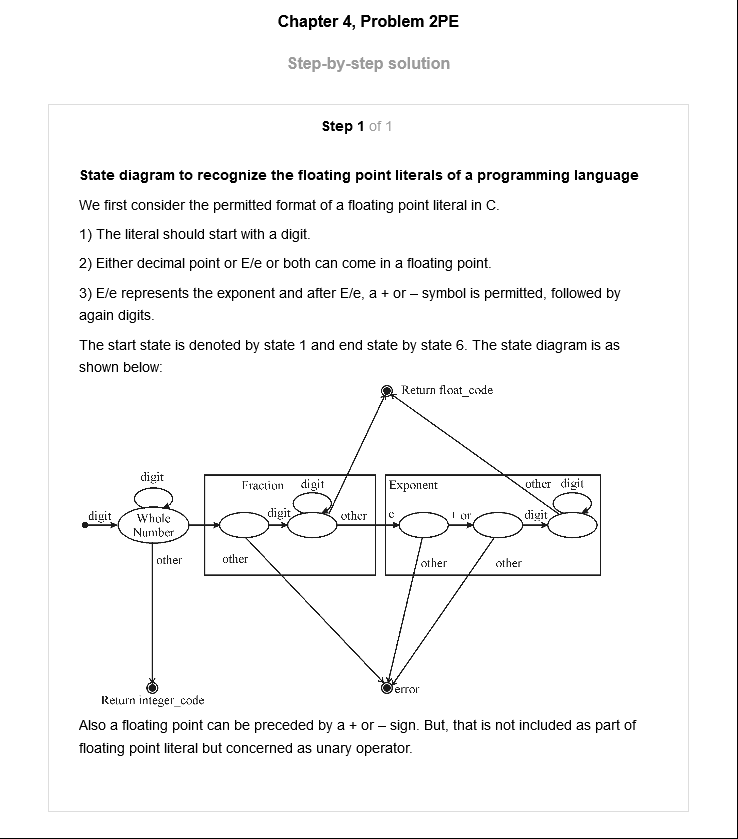 Chapter 4, Problem 2PE
Step-by-step solution
Step 1 of 1
State diagram to recognize the floating point literals of a programming language
We first consider the permitted format of a floating point literal in C.
1) The literal should start with a digit.
2) Either decimal point or E/e or both can come in a floating point.
3) E/e represents the exponent and after E/e, a + or – symbol is permitted, followed by
again digits.
The start state is denoted by state 1 and end state by state 6. The state diagram is as
shown below:
Return float_code
digit
Fraction digit
Exponent
other digit
digit
Whole
Number
digit
other
e
+ or
digit
other
other
other
other
Return integer_code
error
Also a floating point can be preceded by a + or – sign. But, that is not included as part of
floating point literal but concerned as unary operator.